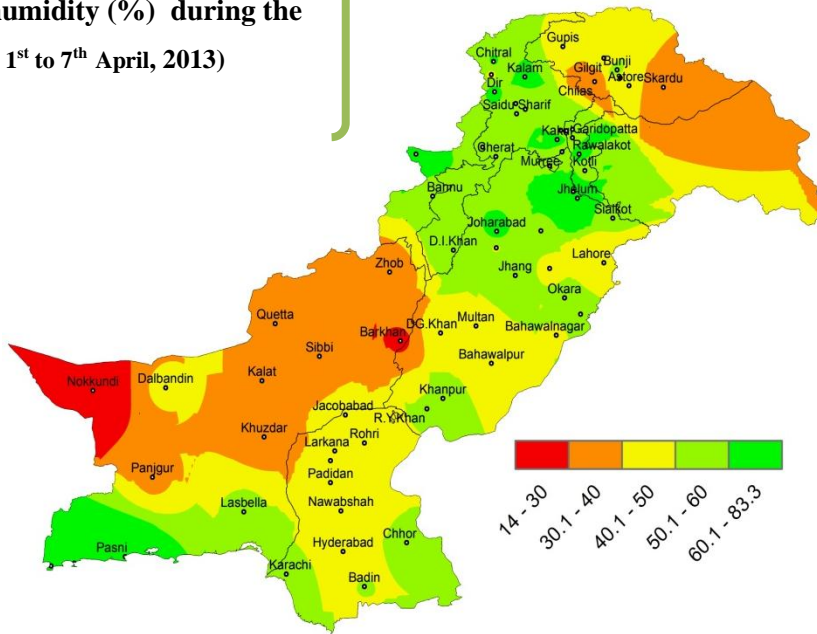 humidity (%) during the
1st to 7th April, 2013)
Gupis
Chitral
Bunji
Kalam
Gilgit
Astore
Skardu
Dir
Chilas
Saidu Sharif
Garidopatta
Cherat
Rawalakot
Murree
Kotli
Bannu
Jhelum
Sialkot
Joharabad
D.I.Khan
Lahore
Zhob
Jhang
Okara
Quetta
DG.Khan
Multan
Barkhan
Bahawalnagar
Sibbi
Bahawalpur
Nokkundi
Dalbandin
Kalat
Khanpur
Jacobabad
R.Y.Khan
Khuzdar
Rohri
Larkana
Panjgur
Padidan
Lasbella
Nawabshah
Pasni
Hyderabad
Chhor
Karachi
Badin
14 - 30
30.1 - 40
40.1 - 50
50.1 - 60
60.1 - 83.3